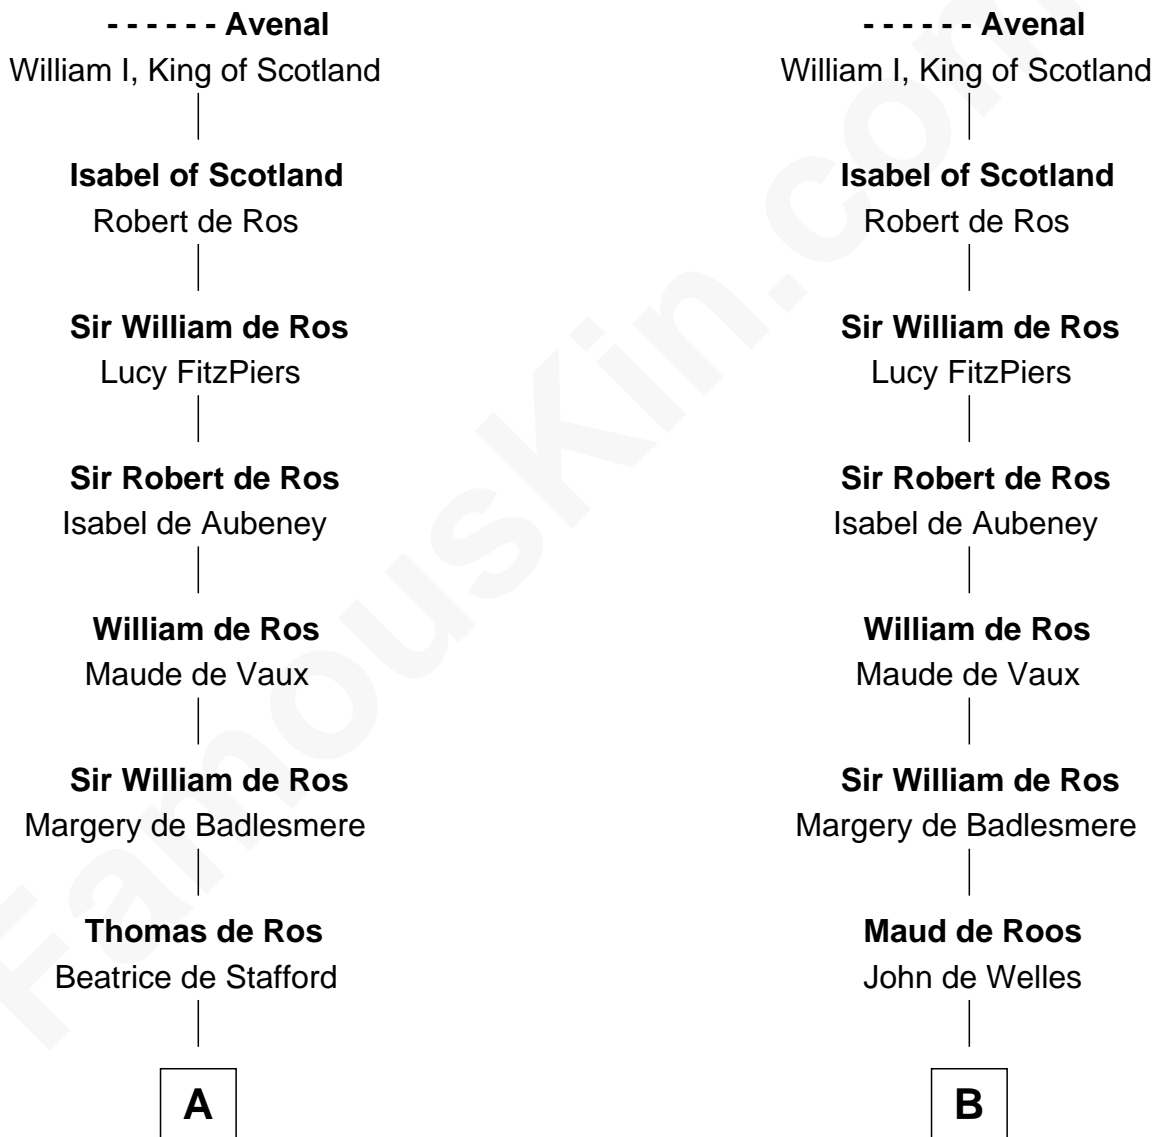 - - - - - - Avenal
William I, King of Scotland
Isabel of Scotland
Robert de Ros
Sir William de Ros
Lucy FitzPiers
Sir Robert de Ros
Isabel de Aubeney
William de Ros
Maude de Vaux
Sir William de Ros
Margery de Badlesmere
Thomas de Ros
Beatrice de Stafford
A
- - - - - - Avenal
William I, King of Scotland
Isabel of Scotland
Robert de Ros
Sir William de Ros
Lucy FitzPiers
Sir Robert de Ros
Isabel de Aubeney
William de Ros
Maude de Vaux
Sir William de Ros
Margery de Badlesmere
Maud de Roos
John de Welles
B
FamousKin.com